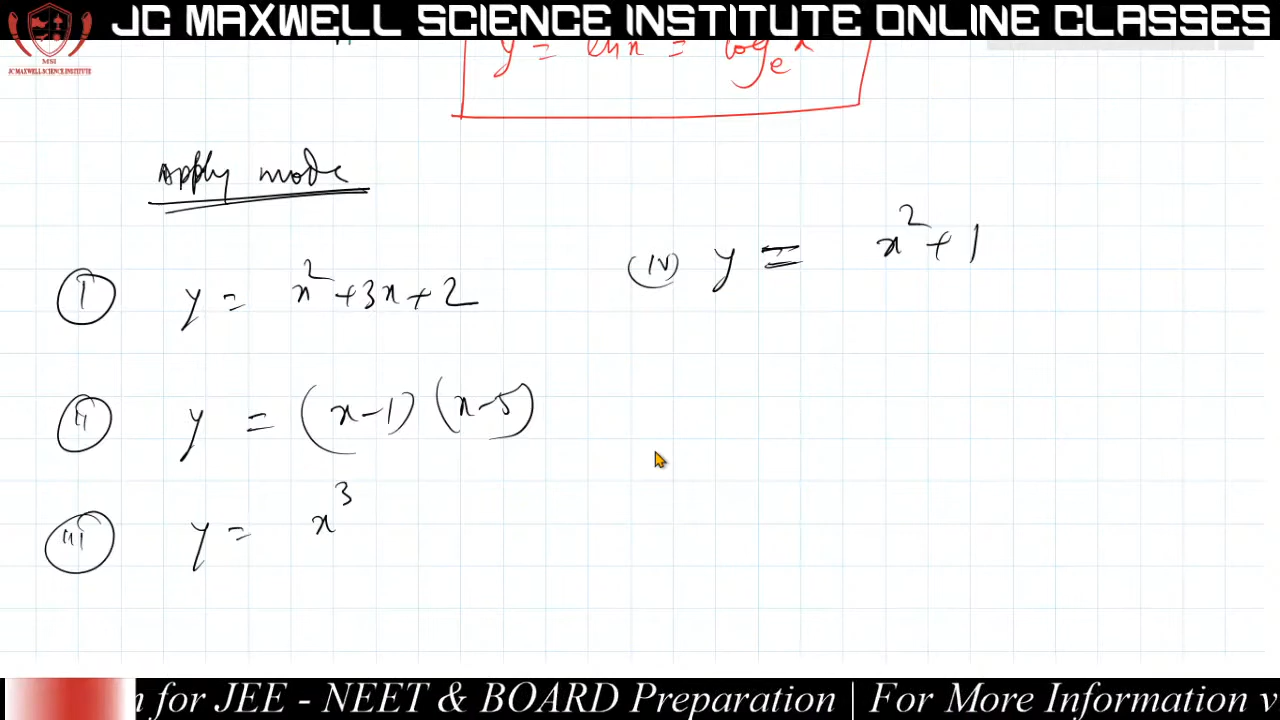 JC MAXWELL SCIENCE INSTITUTE ONLINE CLASSES
MSI
JC MAXWELL SCIENCE INSTITUTE
y = ln x = logₑ x
Apply mode
(i) y = x² + 3x + 2
(iv) y = x² + 1
(ii) y = (x - 1) (x - 5)
(iii) y = x³
n for JEE - NEET & BOARD Preparation | For More Information v